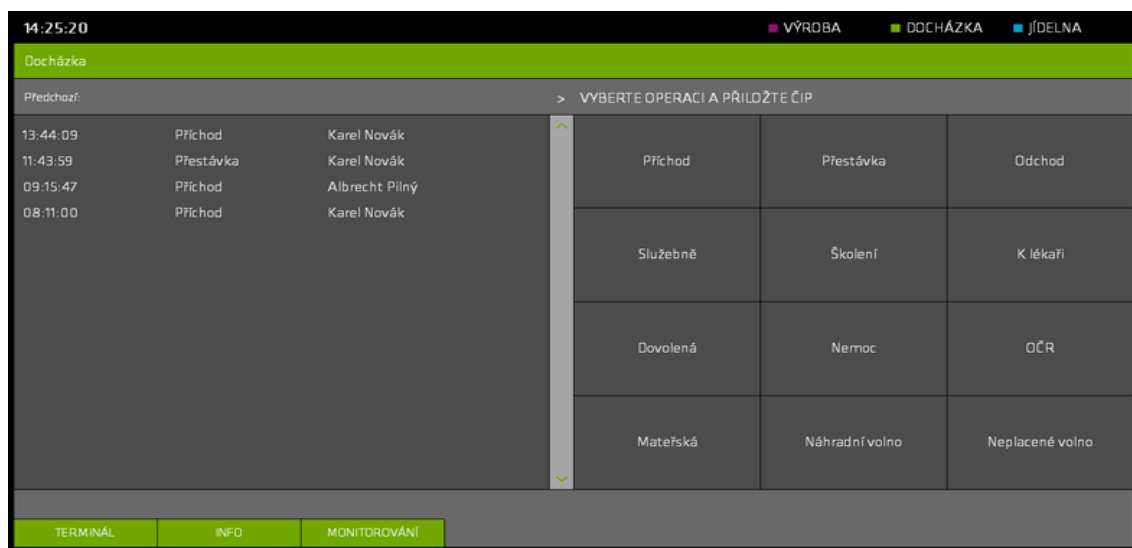 14:25:20 VÝROBA DOCHÁZKA JÍDELNA
Docházka
Předchozí: > VYBERTE OPERACI A PŘILOŽTE ČIP
13:44:09 Příchod Karel Novák
11:43:59 Přestávka Karel Novák
09:15:47 Příchod Albrecht Pilný
08:11:00 Příchod Karel Novák
Příchod Přestávka Odchod
Služebně Školení K lékaři
Dovolená Nemoc OČR
Mateřská Náhradní volno Neplacené volno
TERMINÁL INFO MONITOROVÁNÍ